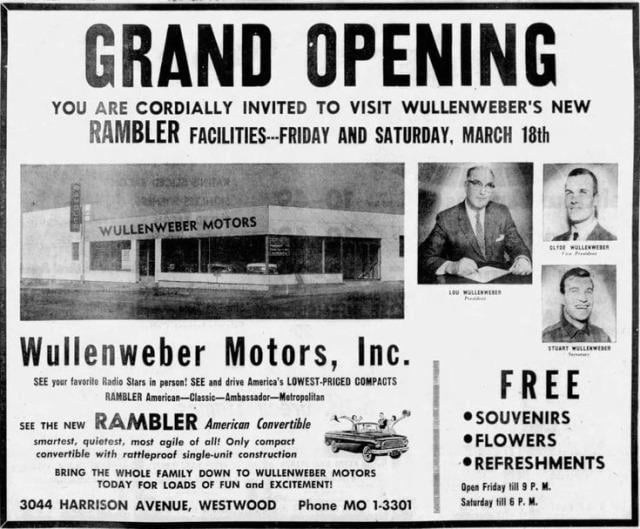 GRAND OPENING
YOU ARE CORDIALLY INVITED TO VISIT WULLENWEBER'S NEW
RAMBLER FACILITIES---FRIDAY AND SATURDAY, MARCH 18th
RAMBLER
WULLENWEBER MOTORS
LOU WULLENWEBER
President
CLYDE WULLENWEBER
Vice President
STUART WULLENWEBER
Secretary
Wullenweber Motors, Inc.
SEE your favorite Radio Stars in person! SEE and drive America's LOWEST-PRICED COMPACTS
RAMBLER American—Classic—Ambassador—Metropolitan
SEE THE NEW RAMBLER American Convertible
smartest, quietest, most agile of all! Only compact
convertible with rattleproof single-unit construction
BRING THE WHOLE FAMILY DOWN TO WULLENWEBER MOTORS
TODAY FOR LOADS OF FUN and EXCITEMENT!
3044 HARRISON AVENUE, WESTWOOD Phone MO 1-3301
FREE
•SOUVENIRS
•FLOWERS
•REFRESHMENTS
Open Friday till 9 P. M.
Saturday till 6 P. M.